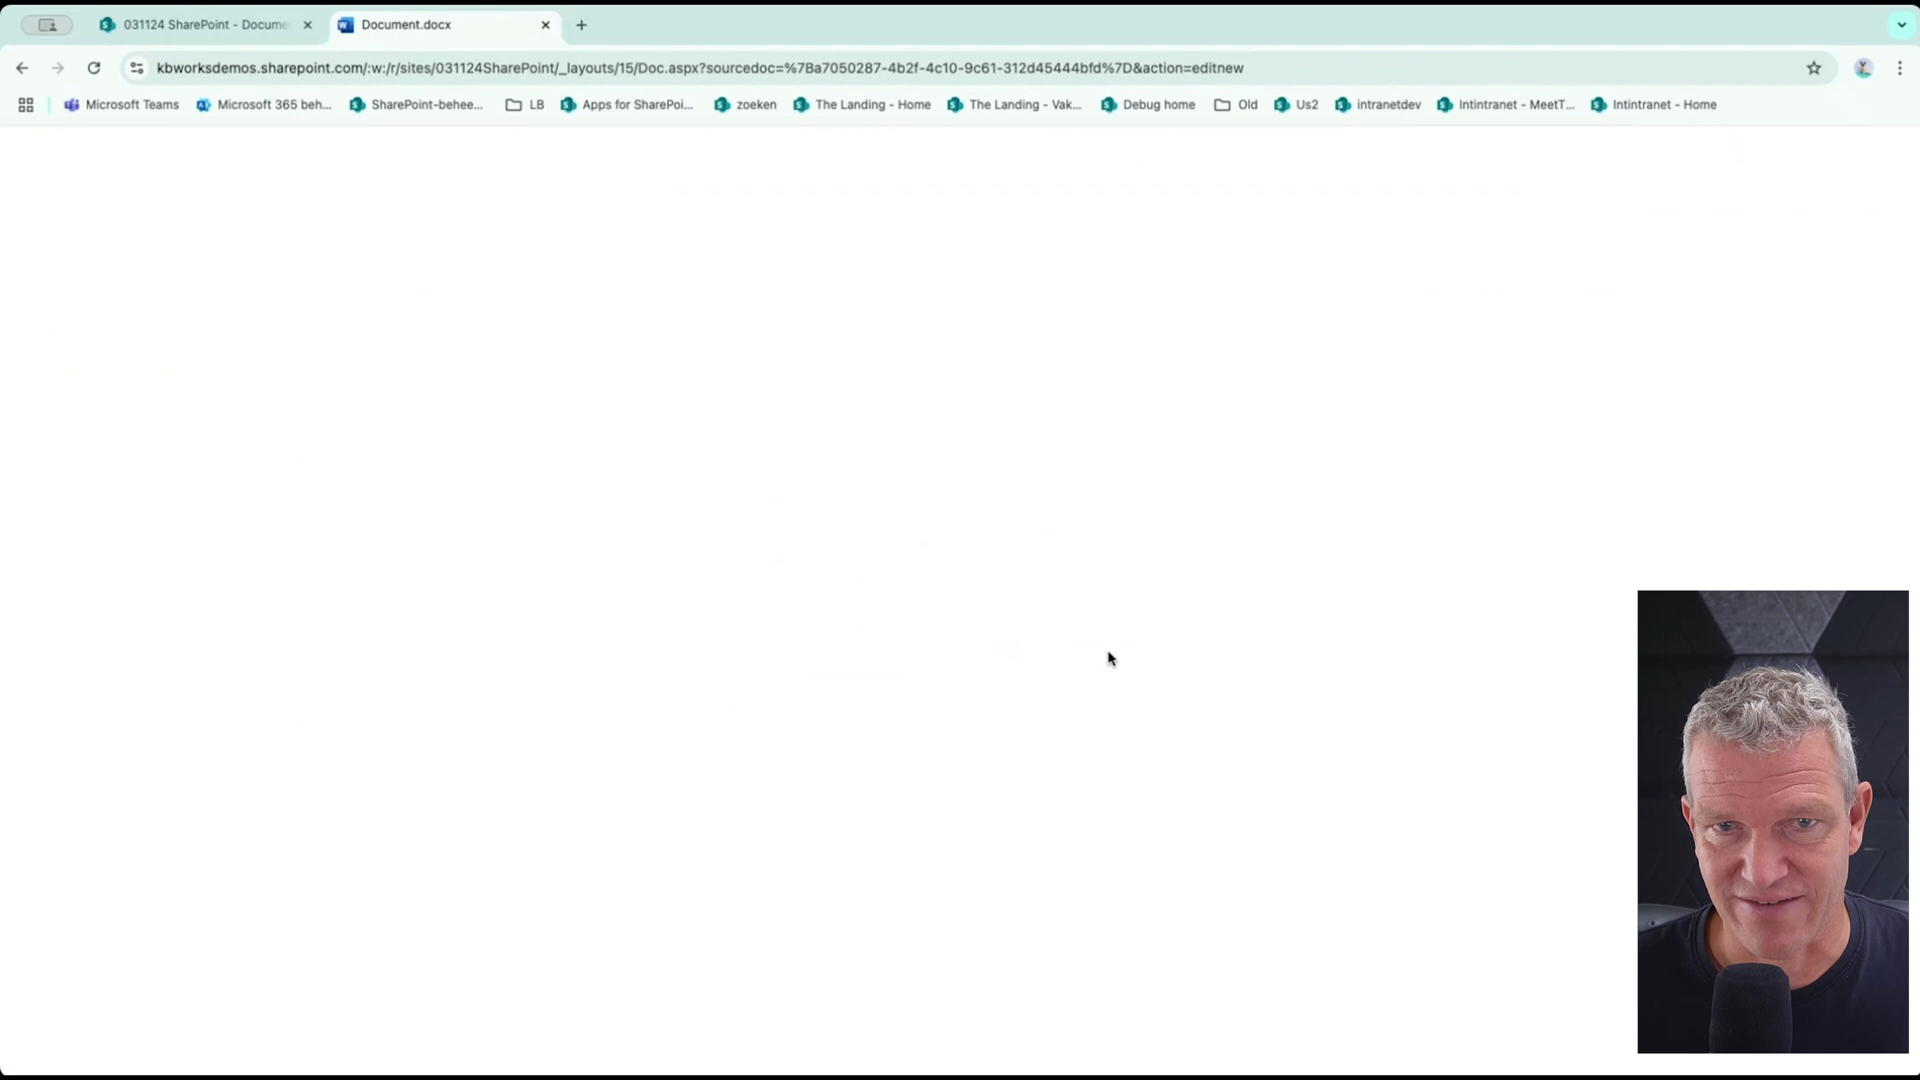 031124 SharePoint - Docume
Document.docx
kbworksdemos.sharepoint.com/:w:/r/sites/031124SharePoint/_layouts/15/Doc.aspx?sourcedoc=%7Ba7050287-4b2f-4c10-9c61-312d45444bfd%7D&action=editnew
Microsoft Teams Microsoft 365 beh... SharePoint-behee... LB Apps for SharePoi... zoeken The Landing - Home The Landing - Vak... Debug home Old Us2 intranetdev Intintranet - MeetT... Intintranet - Home